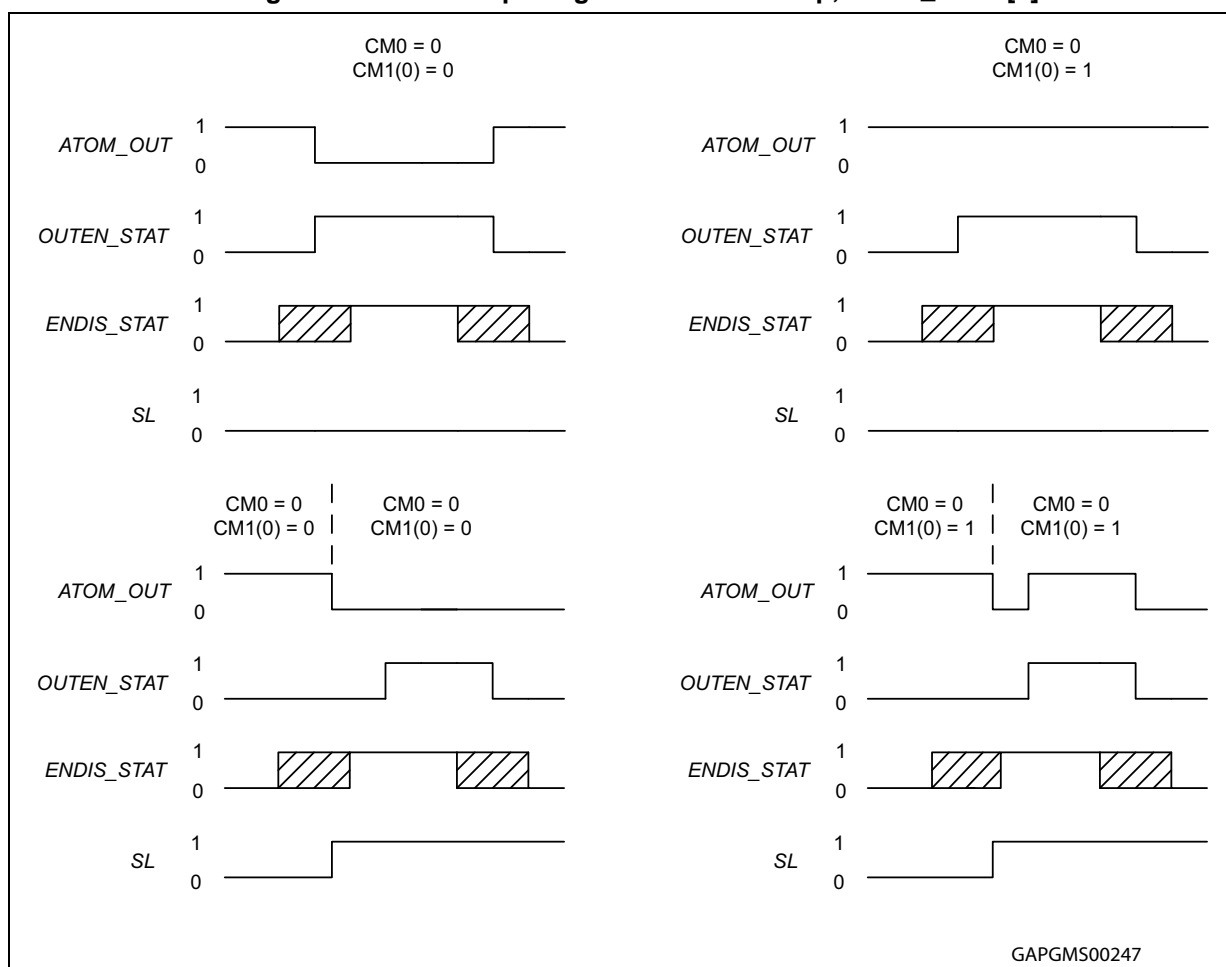 CM0 = 0
CM1(0) = 0
ATOM_OUT
1
0
OUTEN_STAT
1
0
ENDIS_STAT
1
0
SL
1
0
CM0 = 0
CM1(0) = 1
ATOM_OUT
1
0
OUTEN_STAT
1
0
ENDIS_STAT
1
0
SL
1
0
CM0 = 0
CM1(0) = 0
CM0 = 0
CM1(0) = 0
ATOM_OUT
1
0
OUTEN_STAT
1
0
ENDIS_STAT
1
0
SL
1
0
CM0 = 0
CM1(0) = 1
CM0 = 0
CM1(0) = 1
ATOM_OUT
1
0
OUTEN_STAT
1
0
ENDIS_STAT
1
0
SL
1
0
GAPGMS00247